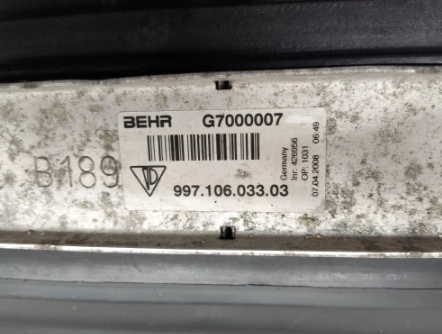 BEHR G7000007
B189
997.106.033.03
Germany
OP: 1031
07.04.2008 06:49